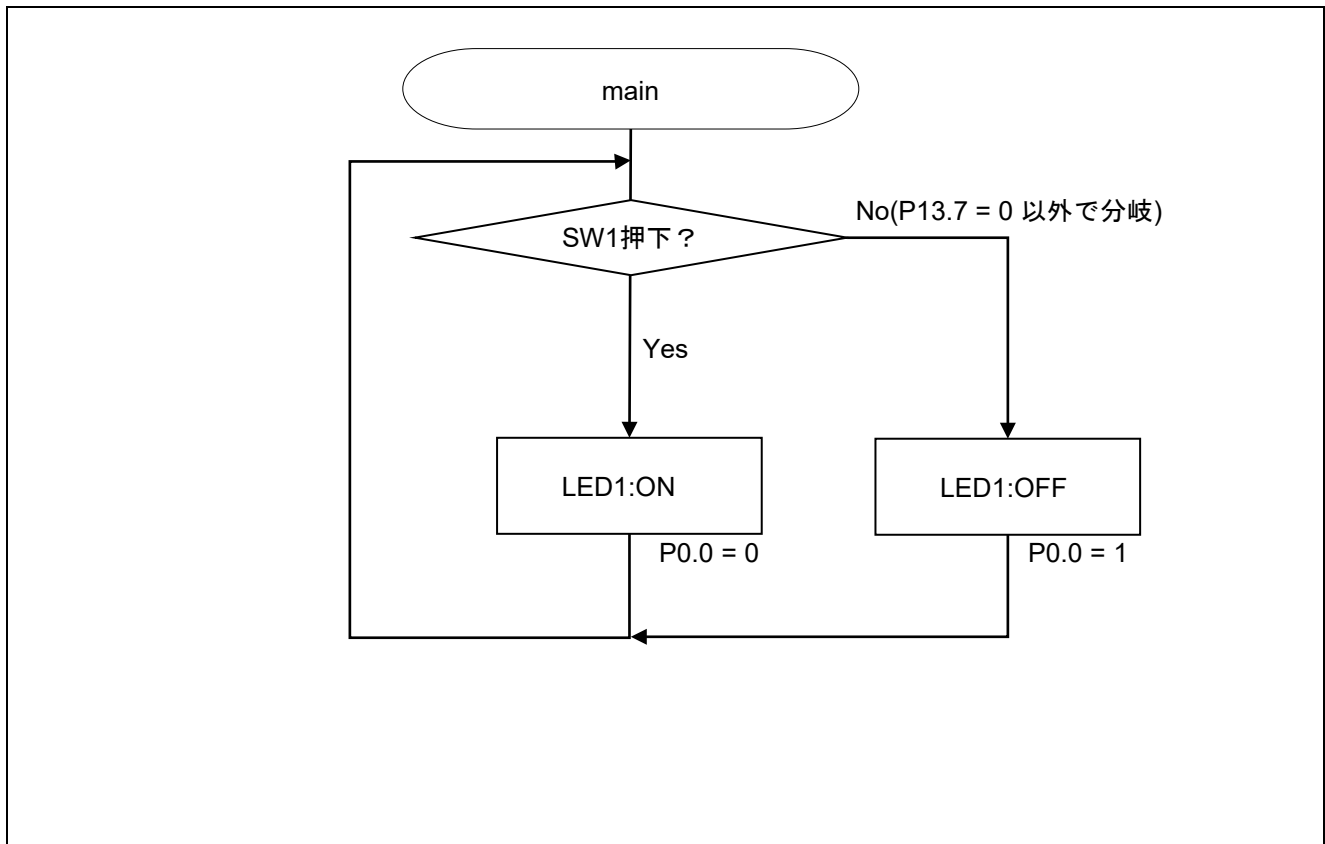 main
No(P13.7 = 0 以外で分岐)
SW1押下？
Yes
LED1:ON
LED1:OFF
P0.0 = 0
P0.0 = 1